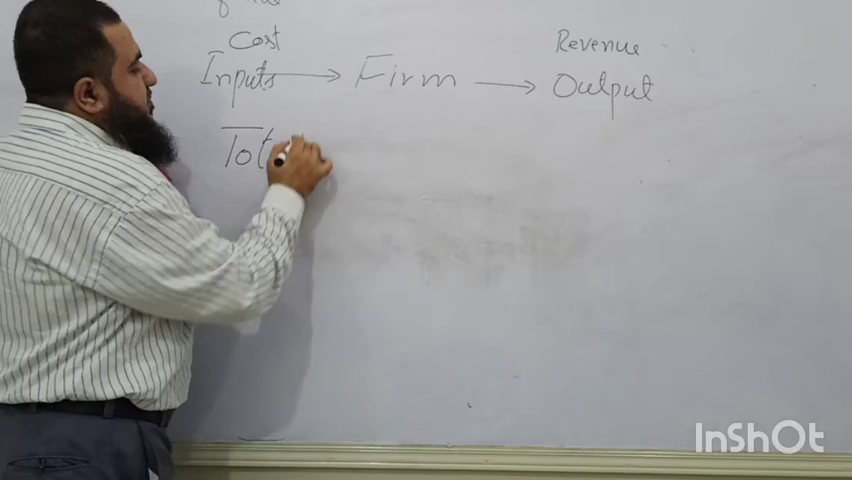 Cost Revenue
Inputs → Firm → Output
Tot
InShOt